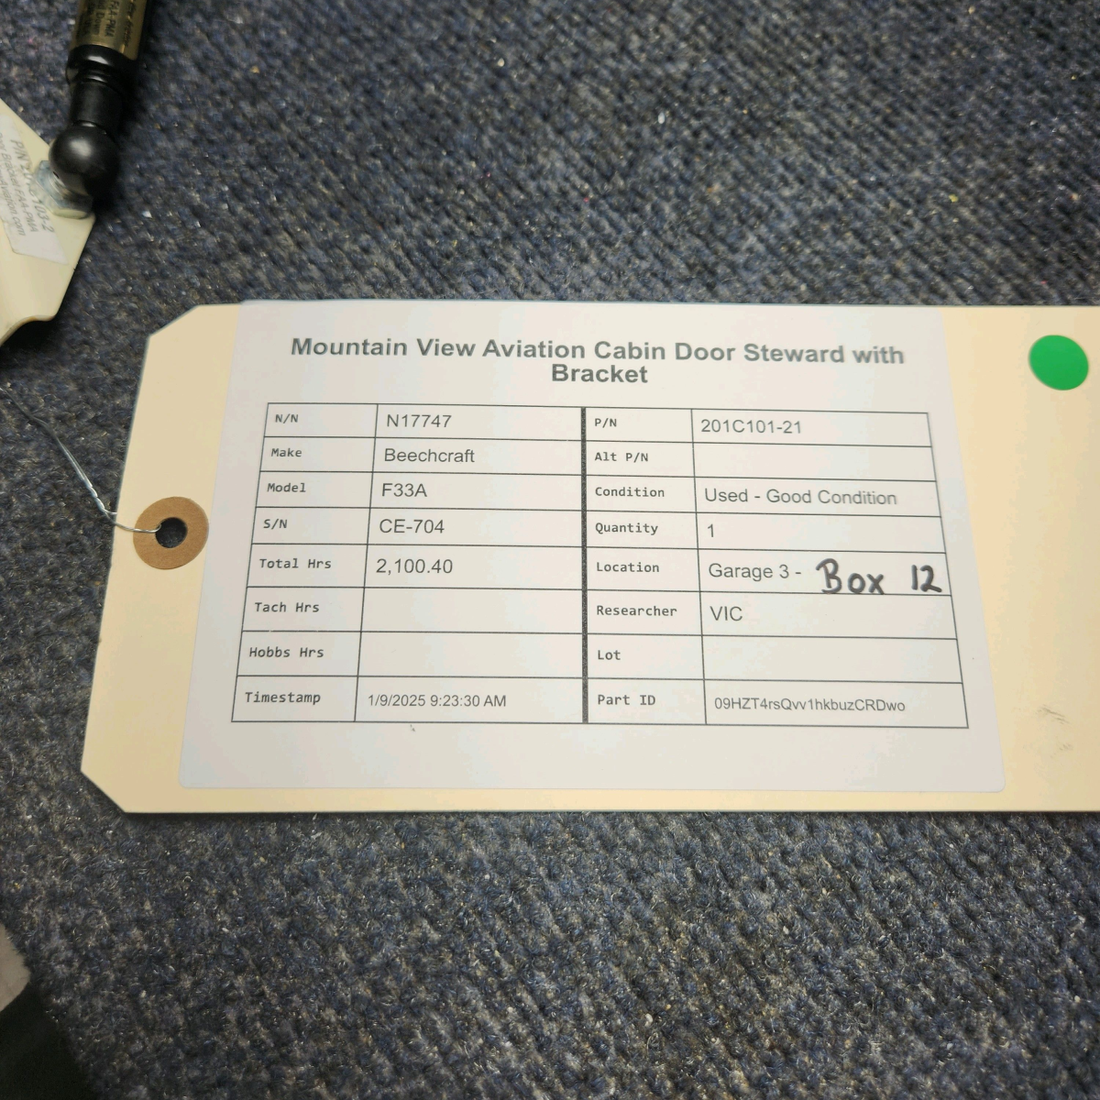 Mountain View Aviation Cabin Door Steward with
Bracket
N/N N17747 P/N 201C101-21
Make Beechcraft Alt P/N
Model F33A Condition Used - Good Condition
S/N CE-704 Quantity 1
Total Hrs 2,100.40 Location Garage 3 - Box 12
Tach Hrs Researcher VIC
Hobbs Hrs Lot
Timestamp 1/9/2025 9:23:30 AM Part ID 09HZT4rsQvv1hkbuzCRDwo